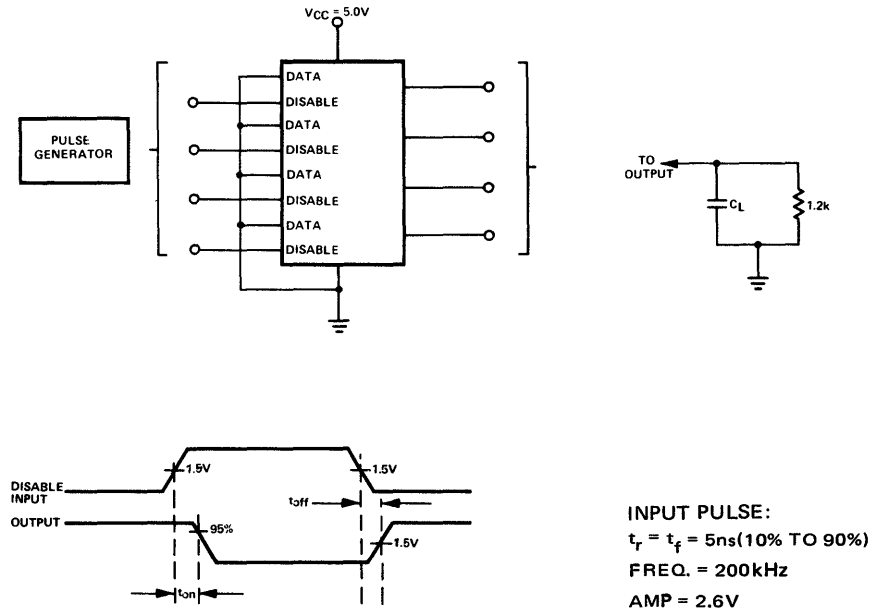 VCC = 5.0V
PULSE
GENERATOR
DATA
DISABLE
DATA
DISABLE
DATA
DISABLE
DATA
DISABLE
TO
OUTPUT
CL
1.2k
DISABLE
INPUT
1.5V
toff
1.5V
OUTPUT
95%
1.5V
ton
INPUT PULSE:
tr = tf = 5ns(10% TO 90%)
FREQ. = 200kHz
AMP = 2.6V